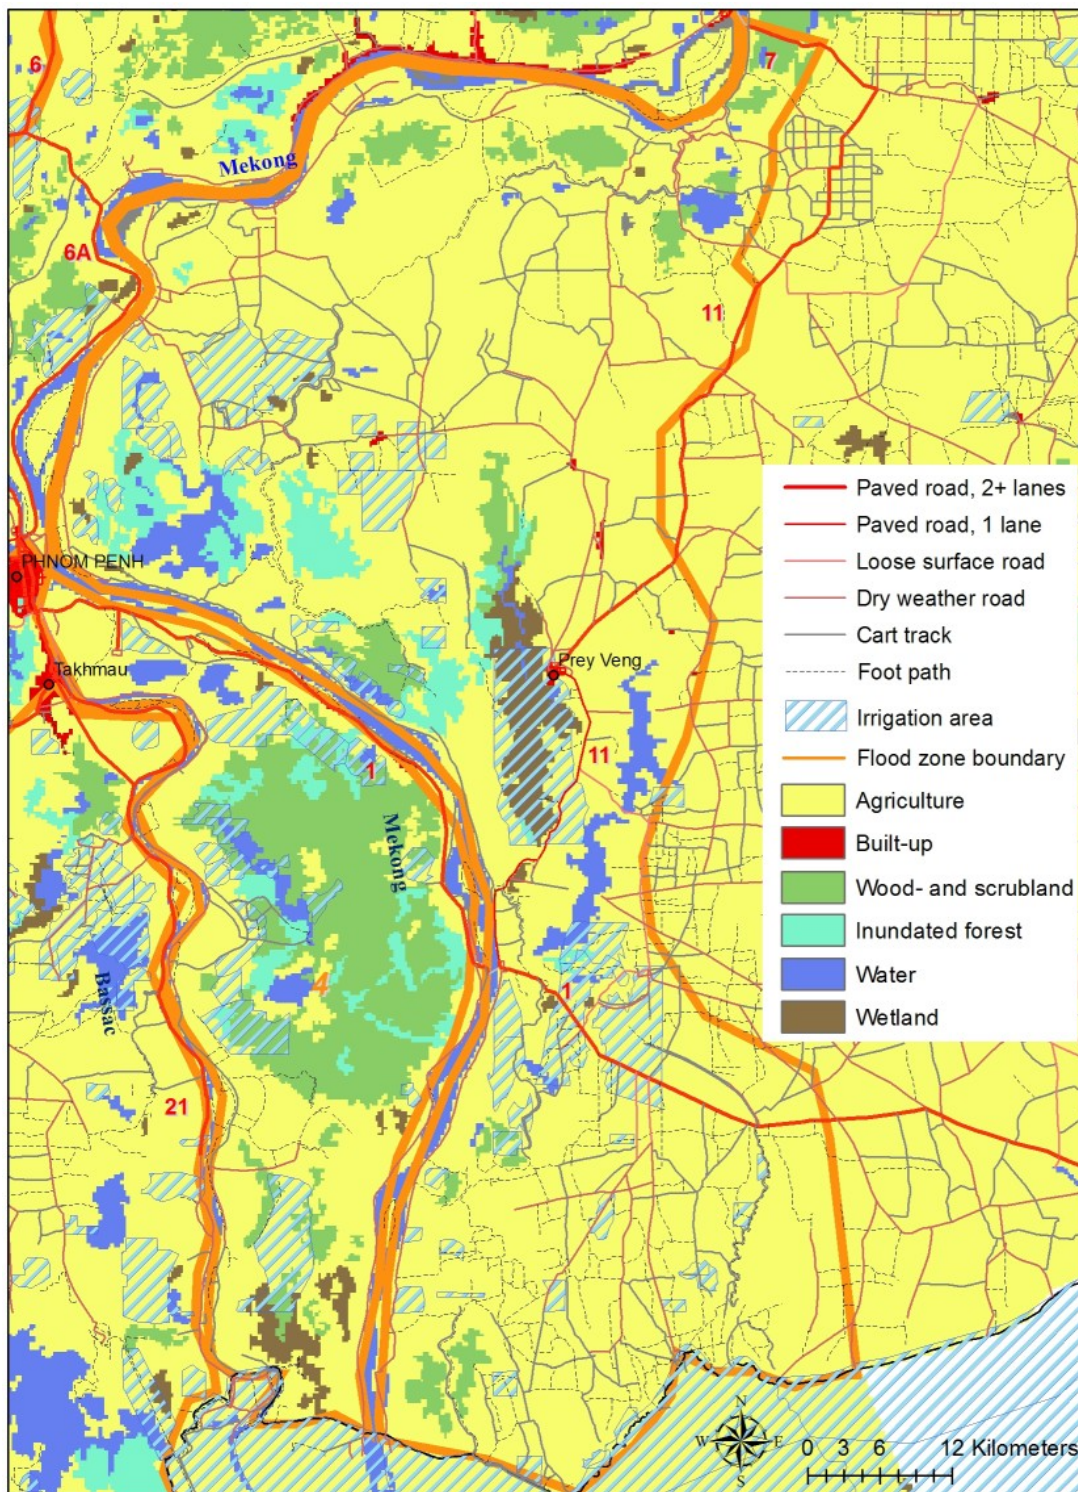 6
7
Mekong
6A
11
Paved road, 2+ lanes
Paved road, 1 lane
Loose surface road
Dry weather road
Cart track
Foot path
Irrigation area
Flood zone boundary
Agriculture
Built-up
Wood- and scrubland
Inundated forest
Water
Wetland
PHNOM PENH
Takhmau
Prey Veng
11
1
Mekong
4
1
Bassac
21
N
W E
S
0 3 6 12 Kilometers